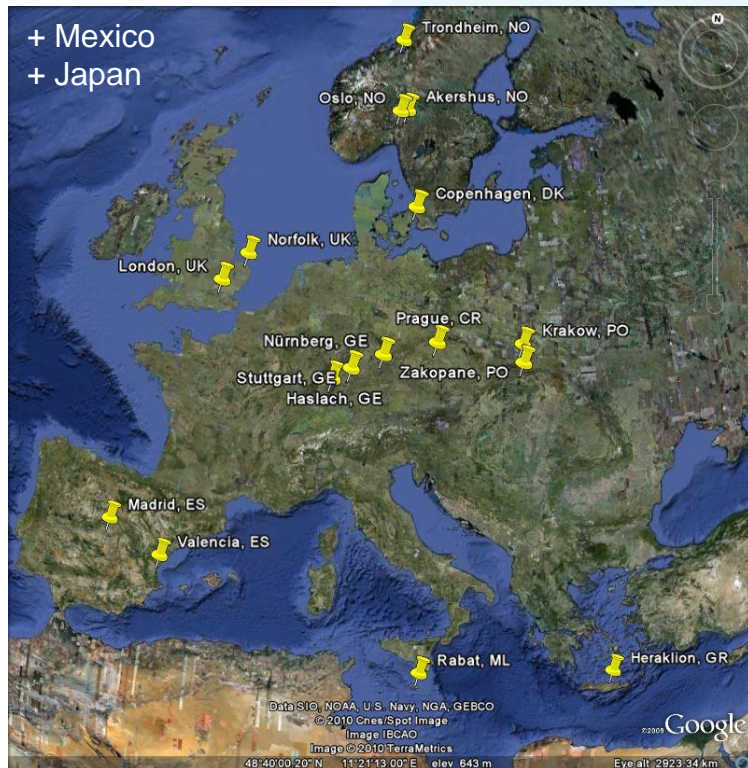 + Mexico
+ Japan
N
Trondheim, NO
Oslo, NO
Akershus, NO
Copenhagen, DK
Norfolk, UK
London, UK
Prague, CR
Nürnberg, GE
Krakow, PO
Stuttgart, GE
Zakopane, PO
Haslach, GE
Madrid, ES
Valencia, ES
Rabat, ML
Heraklion, GR
Data SIO, NOAA, U.S. Navy, NGA, GEBCO
© 2010 Cnes/Spot Image
Image IBCAO
Image © 2010 TerraMetrics
©2009 Google
48°40'00.20" N 11°21'13.00" E elev 643 m Eye alt 2923.34 km